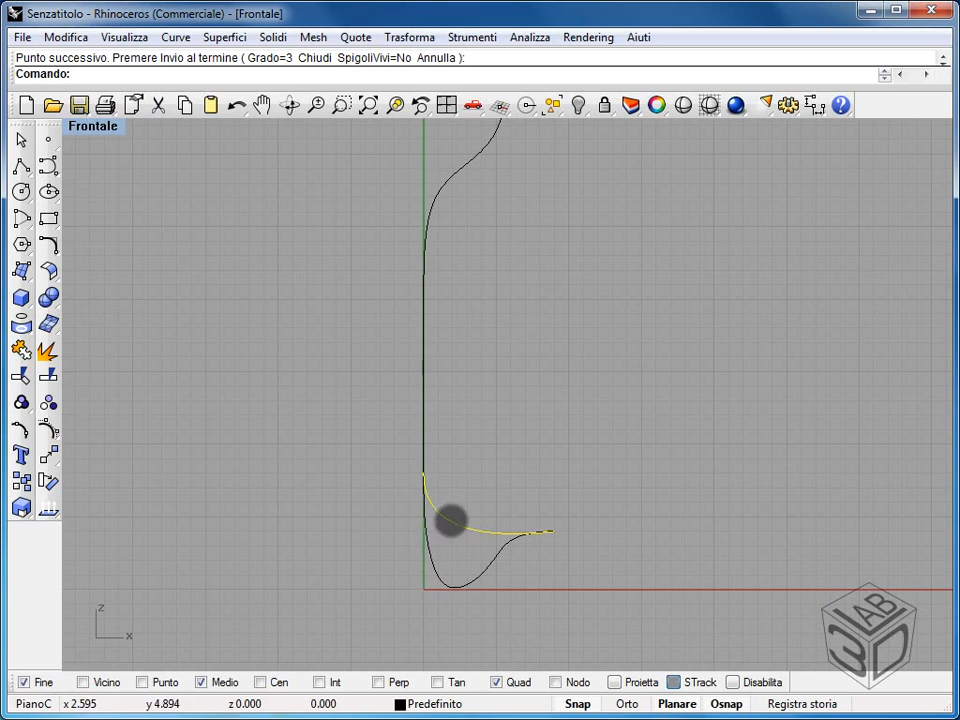 Senzatitolo - Rhinoceros (Commerciale) - [Frontale]
File Modifica Visualizza Curve Superfici Solidi Mesh Quote Trasforma Strumenti Analizza Rendering Aiuti
Punto successivo. Premere Invio al termine ( Grado=3 Chiudi SpigoliVivi=No Annulla ):
Comando:
Frontale
z
x
LAB
3D
Fine Vicino Punto Medio Cen Int Perp Tan Quad Nodo Proietta STrack Disabilita
PianoC x 2.595 y 4.894 z 0.000 0.000 Predefinito Snap Orto Planare Osnap Registra storia